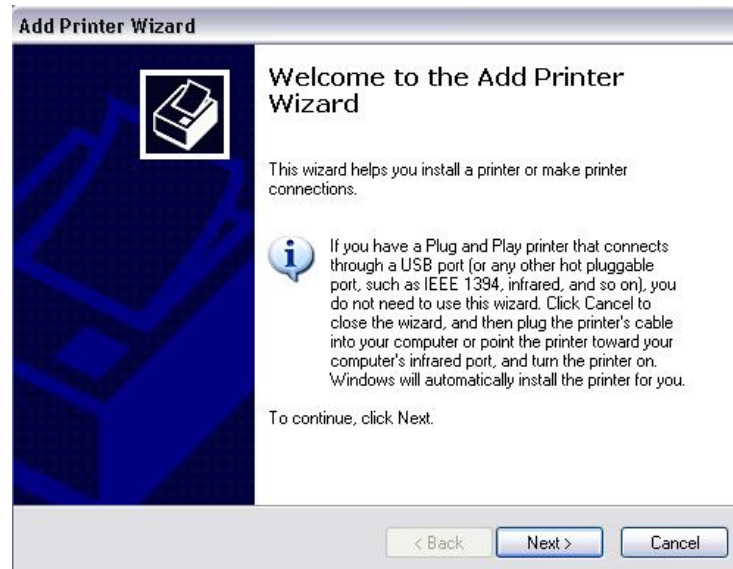 Add Printer Wizard
Welcome to the Add Printer
Wizard
This wizard helps you install a printer or make printer
connections.
If you have a Plug and Play printer that connects
through a USB port (or any other hot pluggable
port, such as IEEE 1394, infrared, and so on), you
do not need to use this wizard. Click Cancel to
close the wizard, and then plug the printer's cable
into your computer or point the printer toward your
computer's infrared port, and turn the printer on.
Windows will automatically install the printer for you.
To continue, click Next.
< Back Next > Cancel